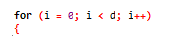 for (i = 0; i < d; i++)
{